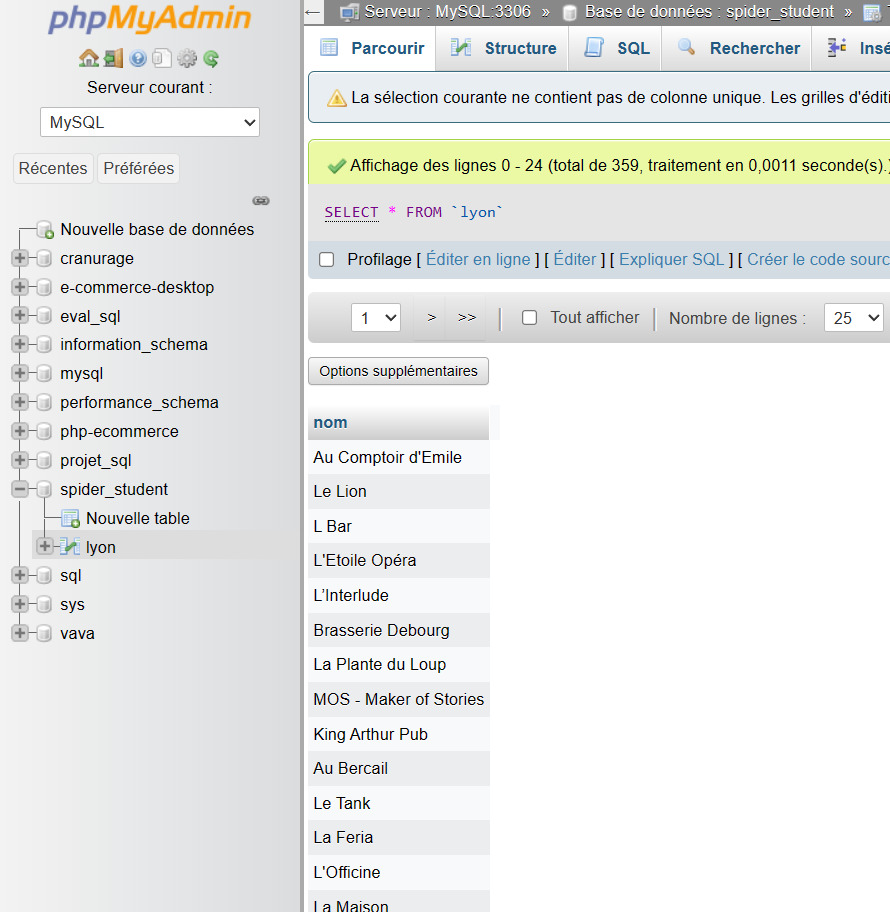 phpMyAdmin
Serveur courant :
MySQL
Récentes
Préférées
Nouvelle base de données
cranurage
e-commerce-desktop
eval_sql
information_schema
mysql
performance_schema
php-ecommerce
projet_sql
spider_student
Nouvelle table
lyon
sql
sys
vava
← Serveur : MySQL:3306 » Base de données : spider_student »
Parcourir Structure SQL Rechercher Insé
La sélection courante ne contient pas de colonne unique. Les grilles d'éditi
Affichage des lignes 0 - 24 (total de 359, traitement en 0,0011 seconde(s).)
SELECT * FROM `lyon`
Profilage [ Éditer en ligne ] [ Éditer ] [ Expliquer SQL ] [ Créer le code sourc
1 > >> | Tout afficher | Nombre de lignes : 25
Options supplémentaires
nom
Au Comptoir d'Emile
Le Lion
L Bar
L'Etoile Opéra
L’Interlude
Brasserie Debourg
La Plante du Loup
MOS - Maker of Stories
King Arthur Pub
Au Bercail
Le Tank
La Feria
L'Officine
La Maison